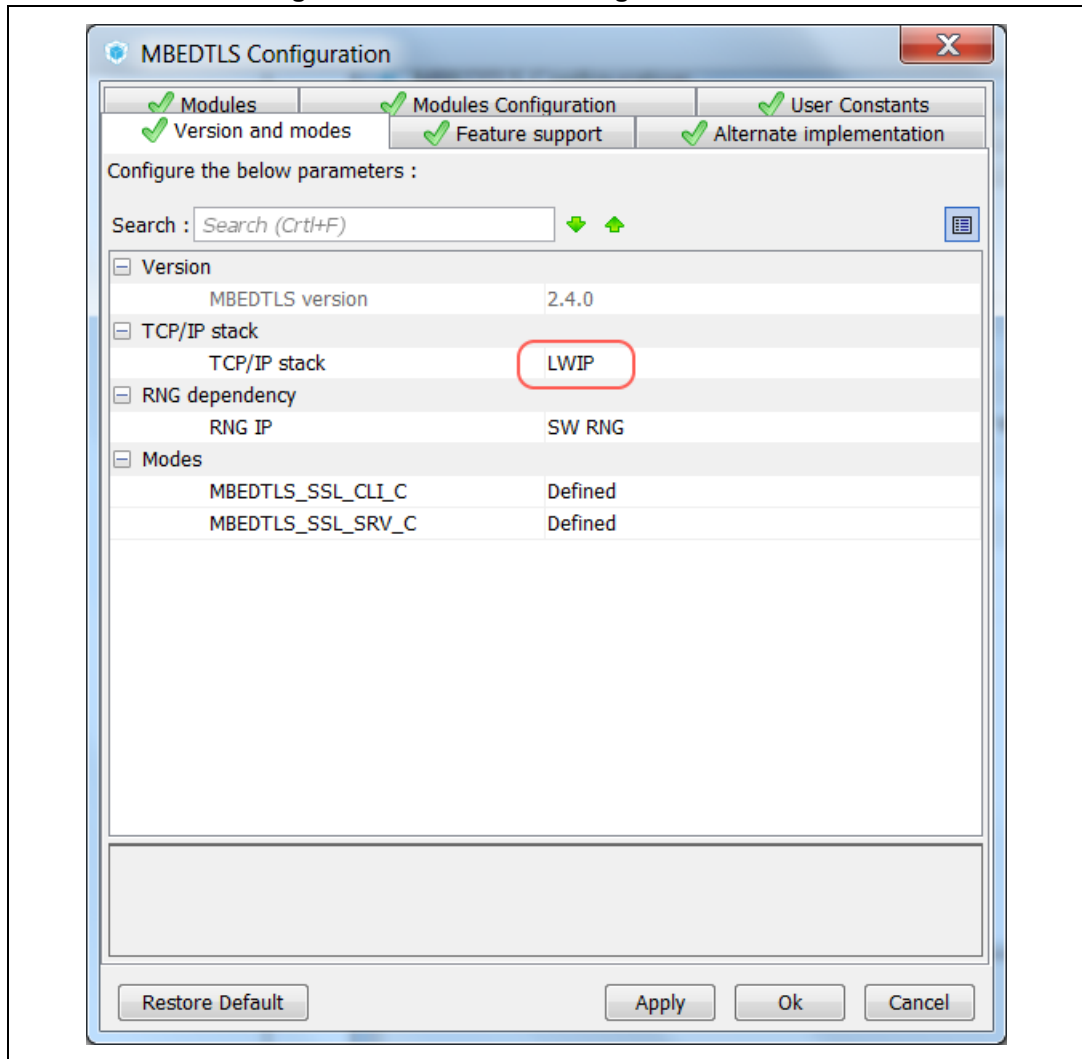 MBEDTLS Configuration
Modules Modules Configuration User Constants
Version and modes Feature support Alternate implementation
Configure the below parameters :
Search : Search (Crtl+F)
Version
MBEDTLS version 2.4.0
TCP/IP stack
TCP/IP stack LWIP
RNG dependency
RNG IP SW RNG
Modes
MBEDTLS_SSL_CLI_C Defined
MBEDTLS_SSL_SRV_C Defined
Restore Default Apply Ok Cancel